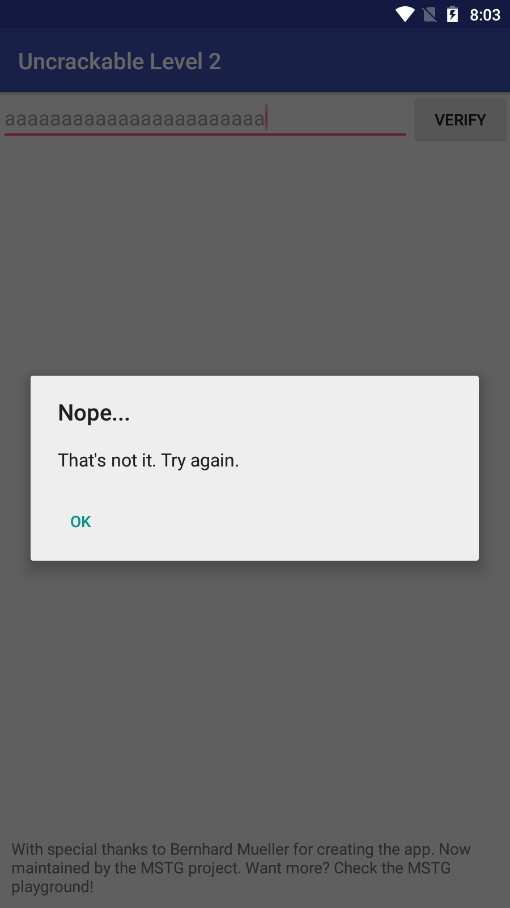 8:03
Uncrackable Level 2
aaaaaaaaaaaaaaaaaaaaaaa
VERIFY
Nope...
That's not it. Try again.
OK
With special thanks to Bernhard Mueller for creating the app. Now
maintained by the MSTG project. Want more? Check the MSTG
playground!